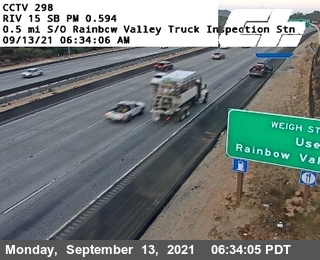 CCTV 298
RIV 15 SB PM 0.594
0.5 mi S/O Rainbow Valley Truck Inspection Stn
09/13/21 06:34:06 AM
WEIGH ST
Use
Rainbow Val
Monday, September 13, 2021 06:34:05 PDT